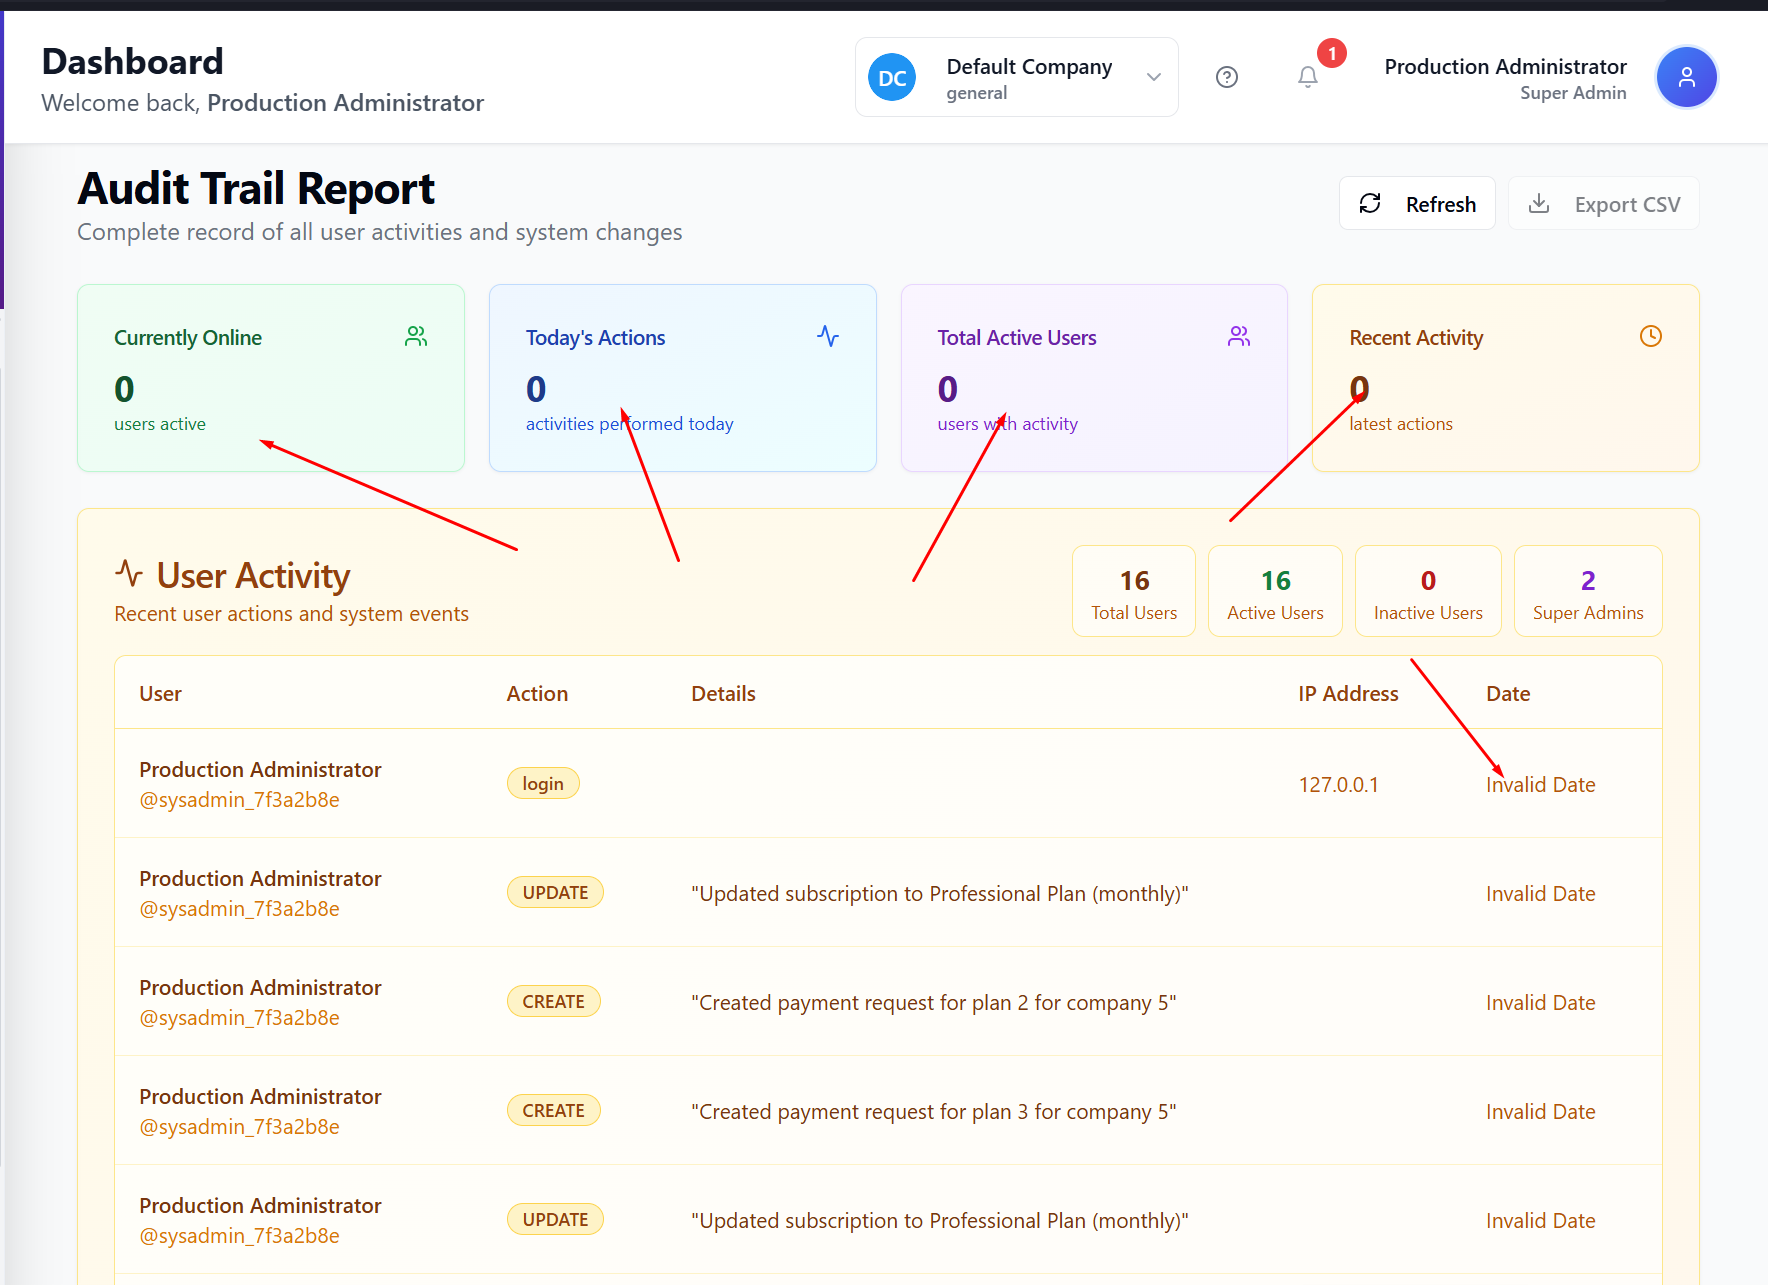 Dashboard
Welcome back, Production Administrator
DC
Default Company
general
1
Production Administrator
Super Admin
Audit Trail Report
Complete record of all user activities and system changes
Refresh
Export CSV
Currently Online
0
users active
Today's Actions
0
activities performed today
Total Active Users
0
users with activity
Recent Activity
0
latest actions
User Activity
Recent user actions and system events
16
Total Users
16
Active Users
0
Inactive Users
2
Super Admins
User Action Details IP Address Date
Production Administrator
@sysadmin_7f3a2b8e
login
127.0.0.1
Invalid Date
Production Administrator
@sysadmin_7f3a2b8e
UPDATE
"Updated subscription to Professional Plan (monthly)"
Invalid Date
Production Administrator
@sysadmin_7f3a2b8e
CREATE
"Created payment request for plan 2 for company 5"
Invalid Date
Production Administrator
@sysadmin_7f3a2b8e
CREATE
"Created payment request for plan 3 for company 5"
Invalid Date
Production Administrator
@sysadmin_7f3a2b8e
UPDATE
"Updated subscription to Professional Plan (monthly)"
Invalid Date